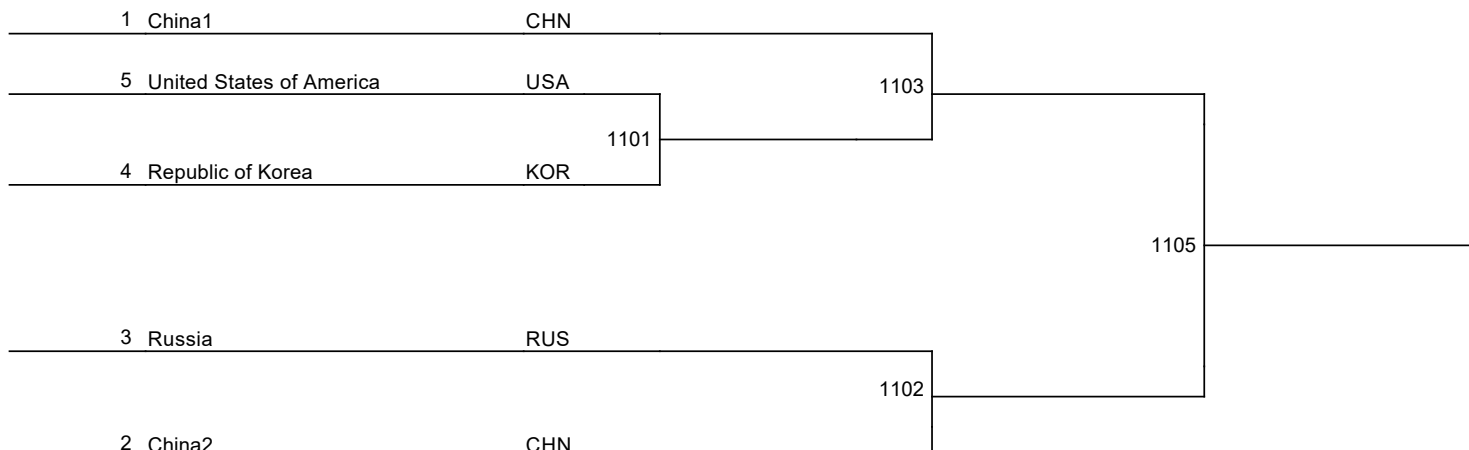 1 China1 CHN
5 United States of America USA
1103
1101
4 Republic of Korea KOR
1105
3 Russia RUS
1102
2 China2 CHN